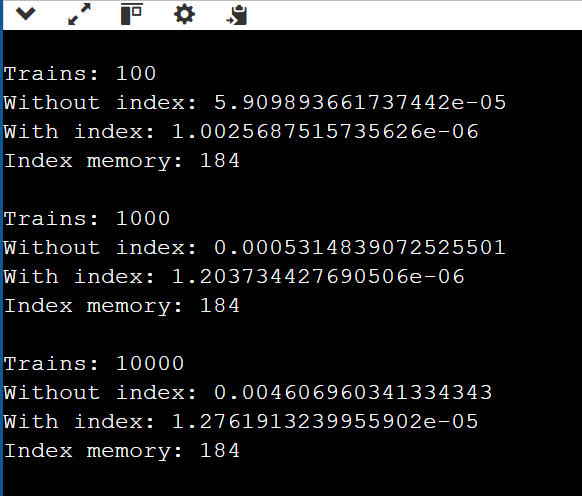 Trains: 100
Without index: 5.909893661737442e-05
With index: 1.0025687515735626e-06
Index memory: 184
Trains: 1000
Without index: 0.0005314839072525501
With index: 1.203734427690506e-06
Index memory: 184
Trains: 10000
Without index: 0.004606960341334343
With index: 1.2761913239955902e-05
Index memory: 184